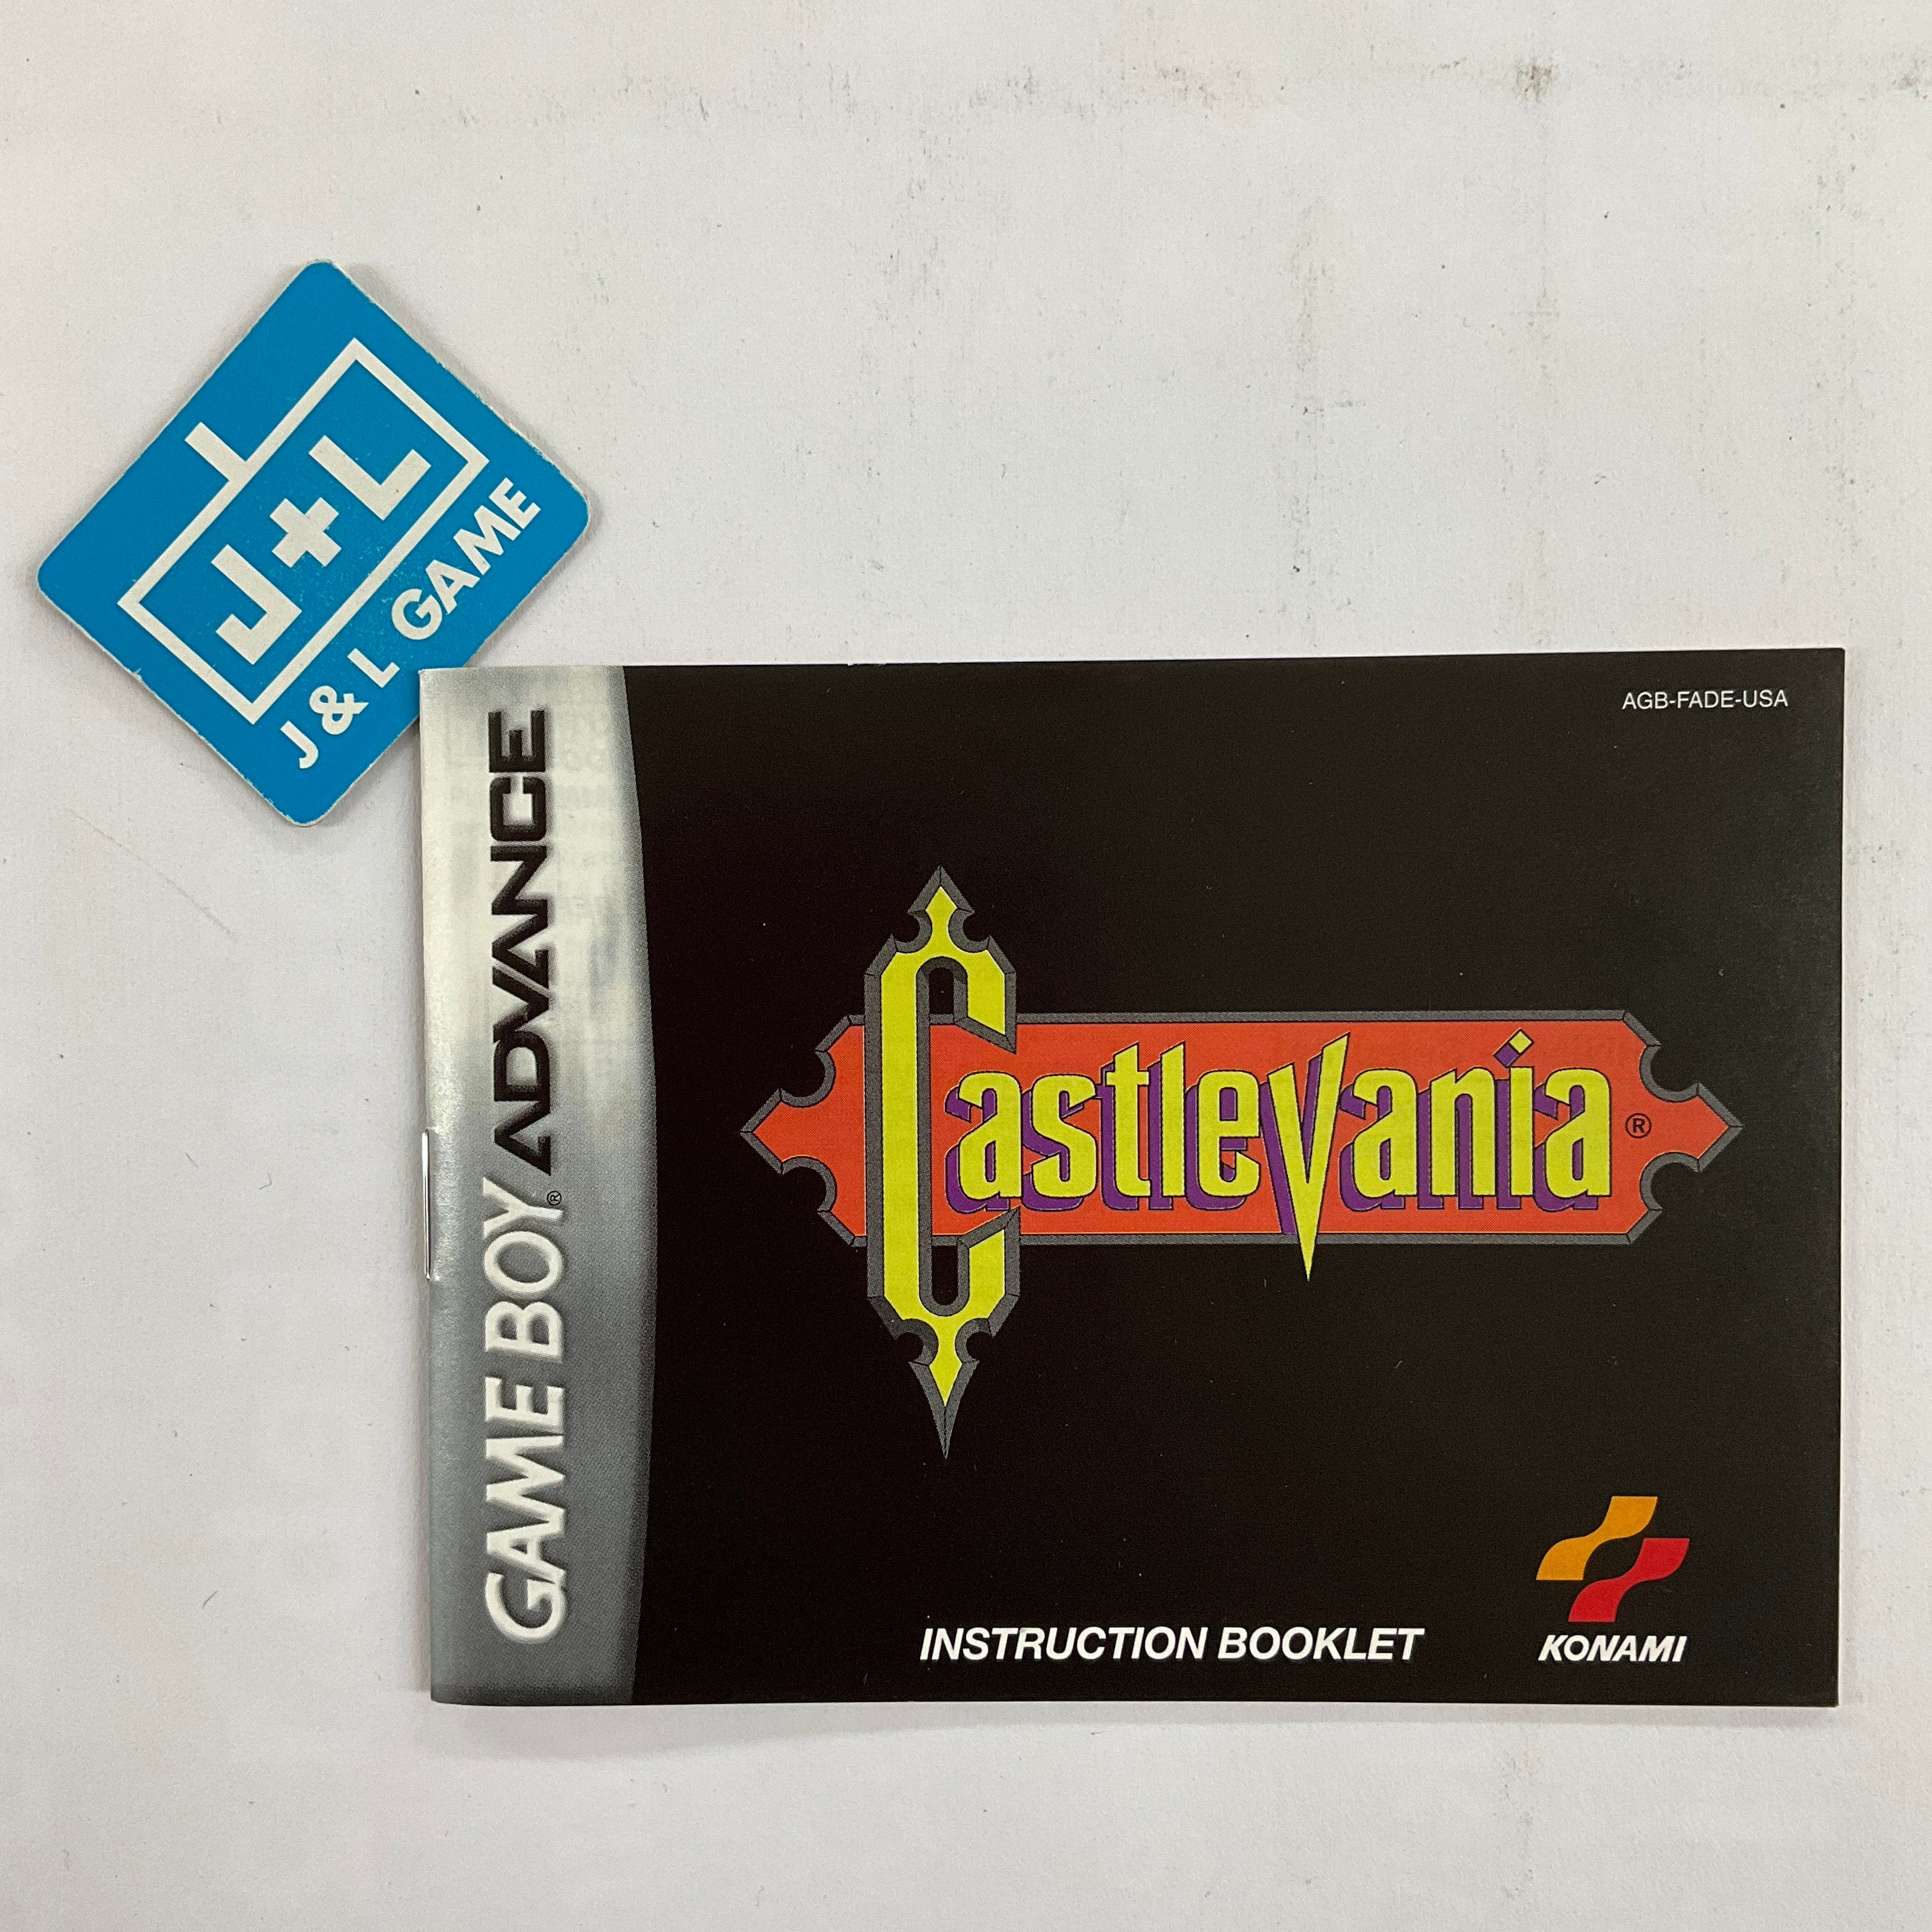 J+L
J & L GAME
GAME BOY® ADVANCE
AGB-FADE-USA
Castlevania®
INSTRUCTION BOOKLET
KONAMI